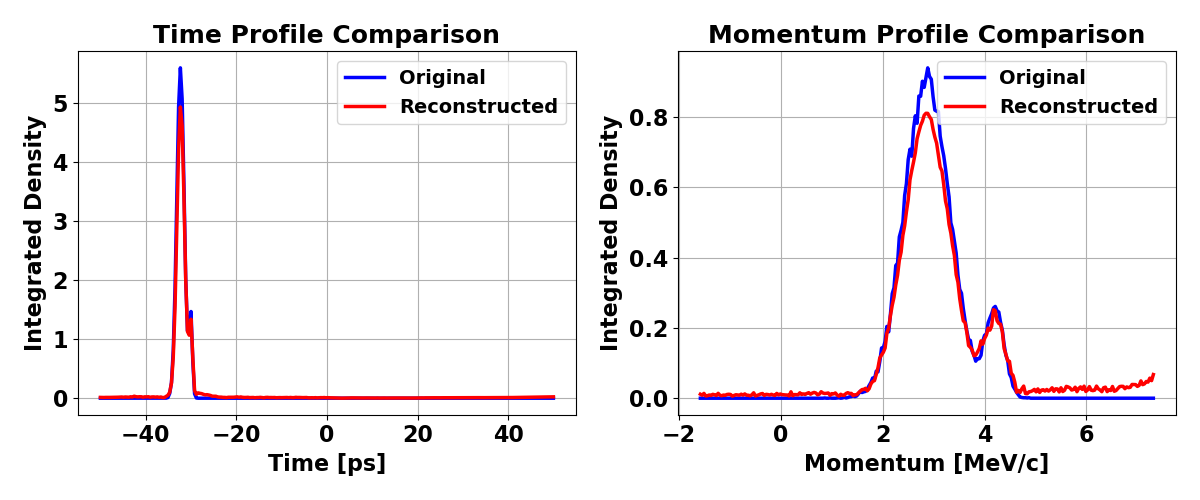 Time Profile Comparison
Integrated Density
5
4
3
2
1
0
−40 −20 0 20 40
Time [ps]
Original
Reconstructed
Momentum Profile Comparison
Integrated Density
0.8
0.6
0.4
0.2
0.0
−2 0 2 4 6
Momentum [MeV/c]
Original
Reconstructed